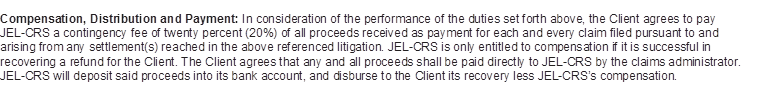 Compensation, Distribution and Payment: In consideration of the performance of the duties set forth above, the Client agrees to pay
JEL-CRS a contingency fee of twenty percent (20%) of all proceeds received as payment for each and every claim filed pursuant to and
arising from any settlement(s) reached in the above referenced litigation. JEL-CRS is only entitled to compensation if it is successful in
recovering a refund for the Client. The Client agrees that any and all proceeds shall be paid directly to JEL-CRS by the claims administrator.
JEL-CRS will deposit said proceeds into its bank account, and disburse to the Client its recovery less JEL-CRS's compensation.